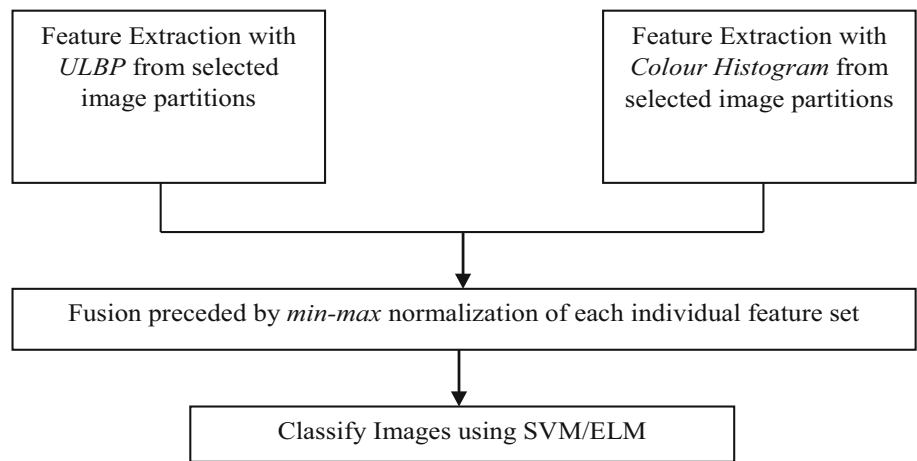 Feature Extraction with
ULBP from selected
image partitions
Feature Extraction with
Colour Histogram from
selected image partitions
Fusion preceded by min-max normalization of each individual feature set
Classify Images using SVM/ELM